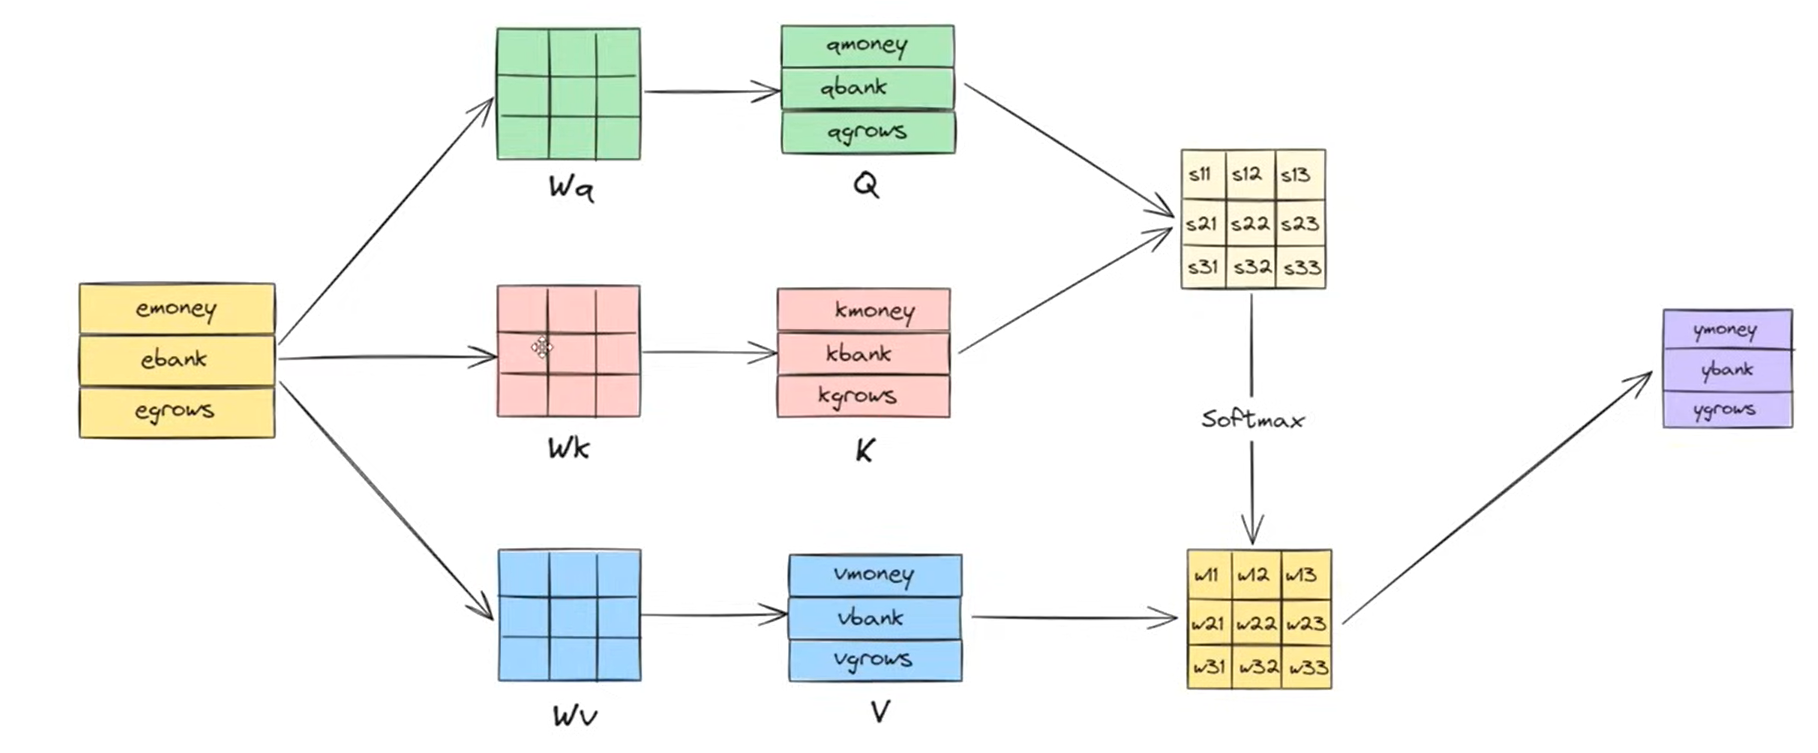 qmoney
qbank
qgrows
Wq
Q
s11 s12 s13
s21 s22 s23
s31 s32 s33
emoney
ebank
egrows
kmoney
kbank
kgrows
Wk
K
Softmax
ymoney
ybank
ygrows
vmoney
vbank
vgrows
Wv
V
w11 w12 w13
w21 w22 w23
w31 w32 w33